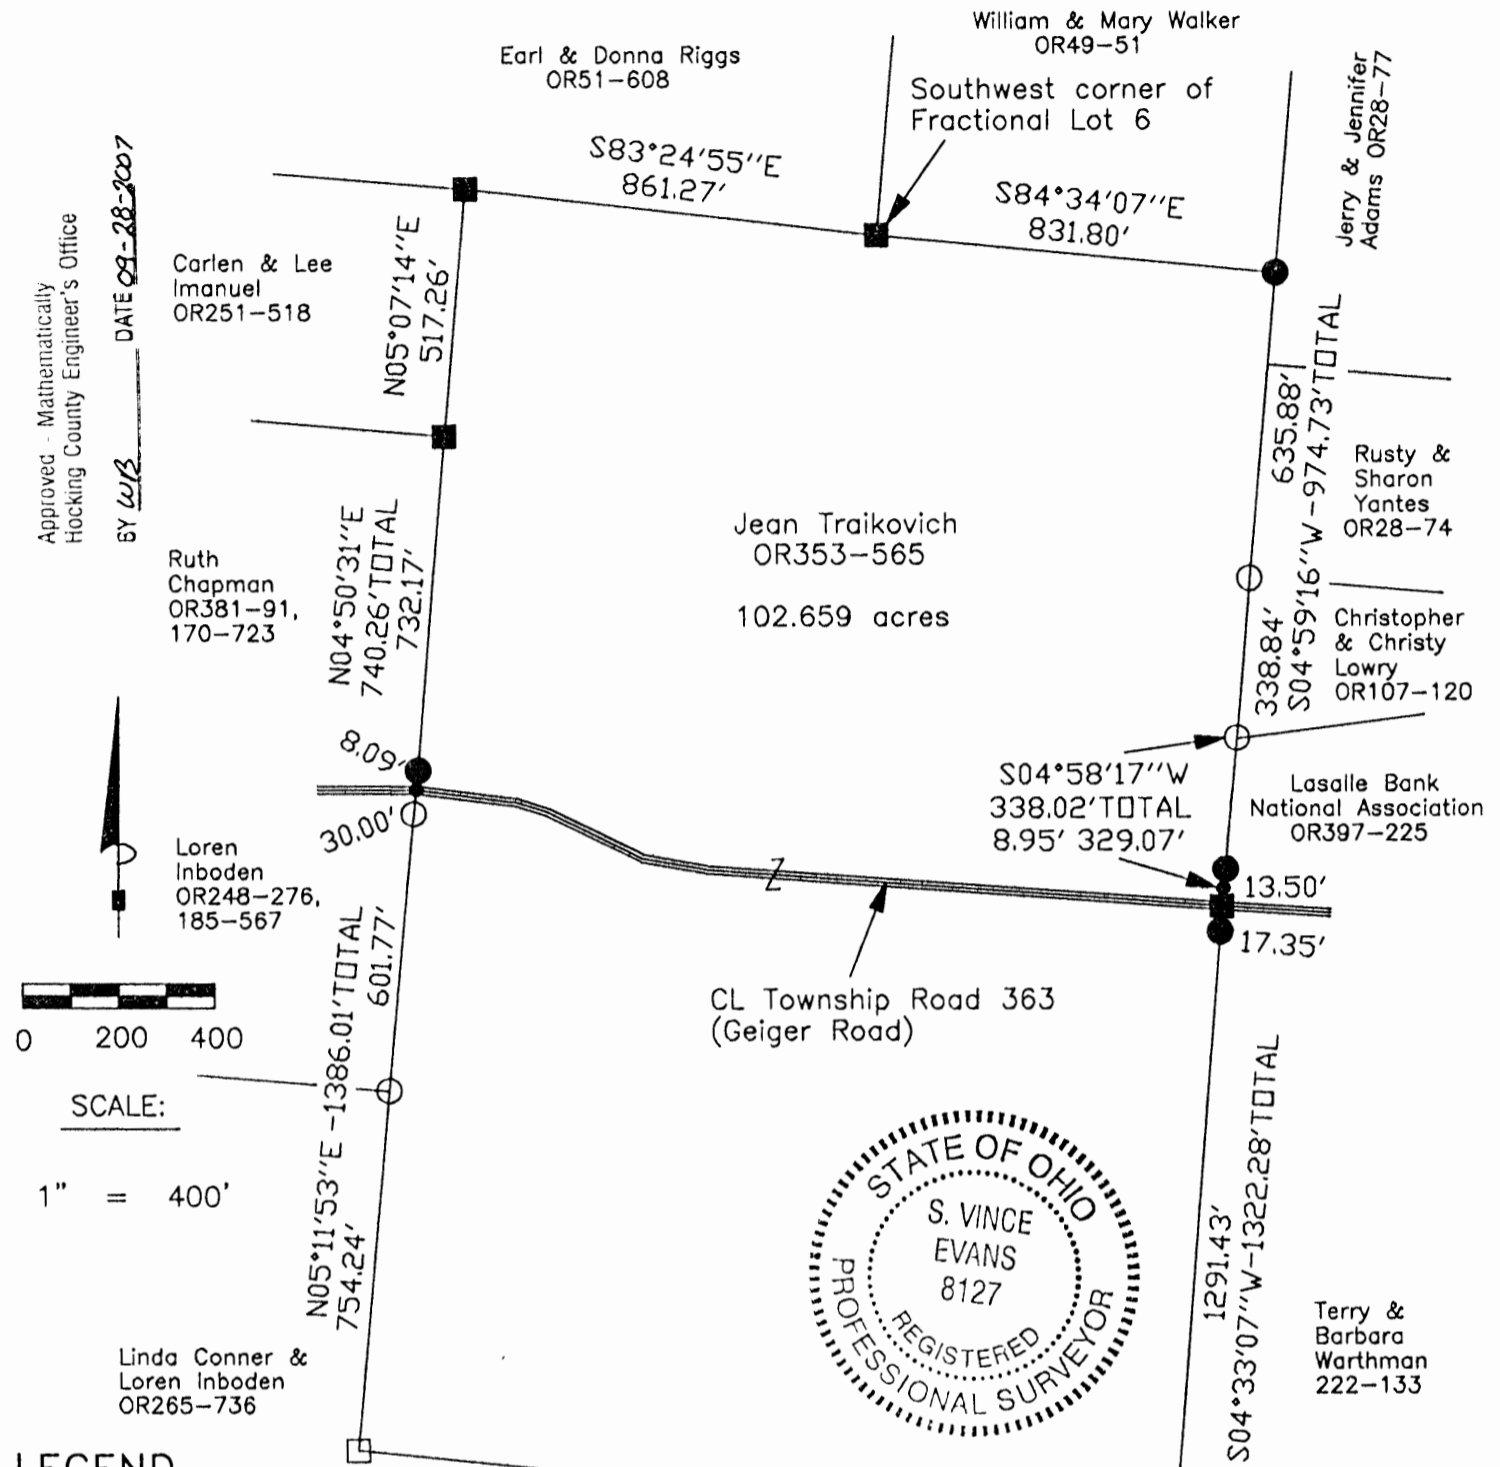 William & Mary Walker
OR49-51
Earl & Donna Riggs
OR51-608
Southwest corner of
Fractional Lot 6
Jerry & Jennifer
Adams OR28-77
S83°24'55"E
861.27'
S84°34'07"E
831.80'
Approved - Mathematically
Hocking County Engineer's Office
BY WB DATE 09-28-2007
Carlen & Lee
Imanuel
OR251-518
N05°07'14"E
517.26'
635.88'
S04°59'16"W-974.73'TOTAL
338.84'
Rusty &
Sharon
Yantes
OR28-74
Jean Traikovich
OR353-565
102.659 acres
Ruth
Chapman
OR381-91,
170-723
N04°50'31"E
740.26'TOTAL
732.17'
Christopher
& Christy
Lowry
OR107-120
8.09'
30.00'
S04°58'17"W
338.02'TOTAL
8.95' 329.07'
Lasalle Bank
National Association
OR397-225
13.50'
17.35'
Loren
Inboden
OR248-276,
185-567
CL Township Road 363
(Geiger Road)
0 200 400
SCALE:
1" = 400'
N05°11'53"E -1386.01'TOTAL
601.77'
754.24'
STATE OF OHIO
S. VINCE
EVANS
8127
REGISTERED
PROFESSIONAL SURVEYOR
1291.43'
S04°33'07"W-1322.28'TOTAL
Terry &
Barbara
Warthman
222-133
Linda Conner &
Loren Inboden
OR265-736
LEGEND